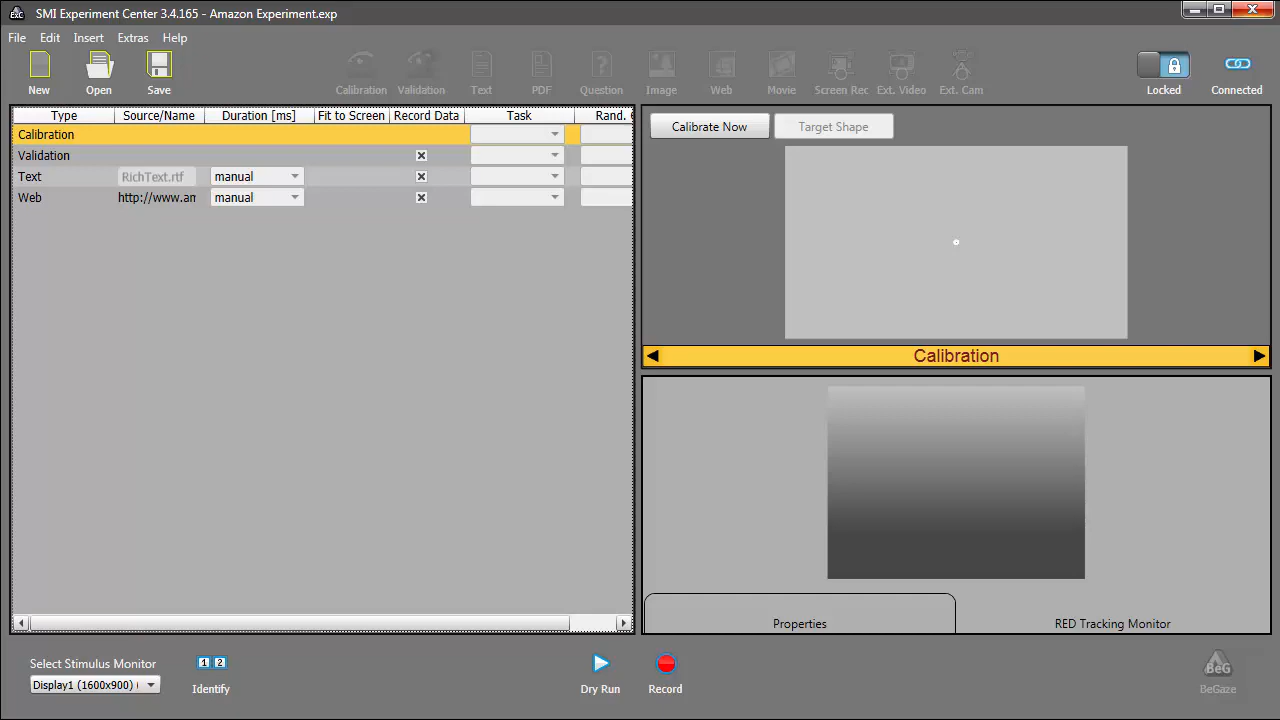 EXC SMI Experiment Center 3.4.165 - Amazon Experiment.exp
File Edit Insert Extras Help
New Open Save Calibration Validation Text PDF Question Image Web Movie Screen Rec Ext. Video Ext. Cam Locked Connected
Type Source/Name Duration [ms] Fit to Screen Record Data Task Rand.
Calibration
Validation
Text RichText.rtf manual
Web http://www.am manual
Calibrate Now Target Shape
Calibration
Properties RED Tracking Monitor
Select Stimulus Monitor
Display1 (1600x900) (
1 2
Identify
Dry Run Record
BeG
BeGaze